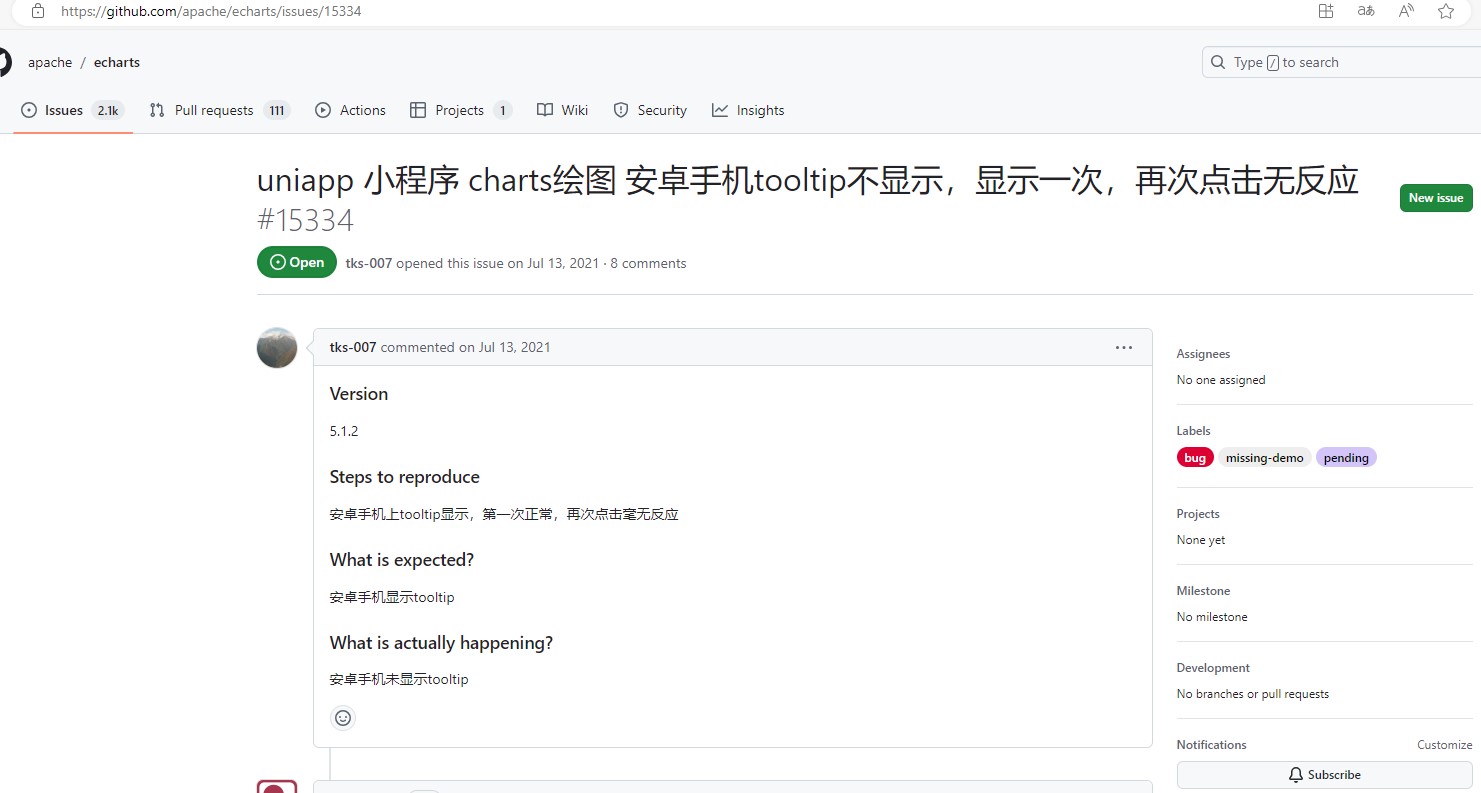 https://github.com/apache/echarts/issues/15334
apache / echarts
Type / to search
Issues 2.1k Pull requests 111 Actions Projects 1 Wiki Security Insights
uniapp 小程序 charts绘图 安卓手机tooltip不显示，显示一次，再次点击无反应
#15334
New issue
Open tks-007 opened this issue on Jul 13, 2021 · 8 comments
tks-007 commented on Jul 13, 2021
Version
5.1.2
Steps to reproduce
安卓手机上tooltip显示，第一次正常，再次点击毫无反应
What is expected?
安卓手机显示tooltip
What is actually happening?
安卓手机未显示tooltip
Assignees
No one assigned
Labels
bug missing-demo pending
Projects
None yet
Milestone
No milestone
Development
No branches or pull requests
Notifications Customize
Subscribe